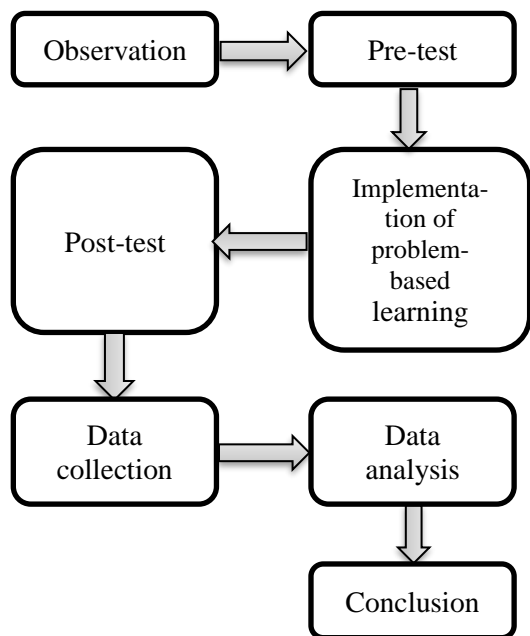 Observation
Pre-test
Implementa-
tion of
problem-
based
learning
Post-test
Data
collection
Data
analysis
Conclusion